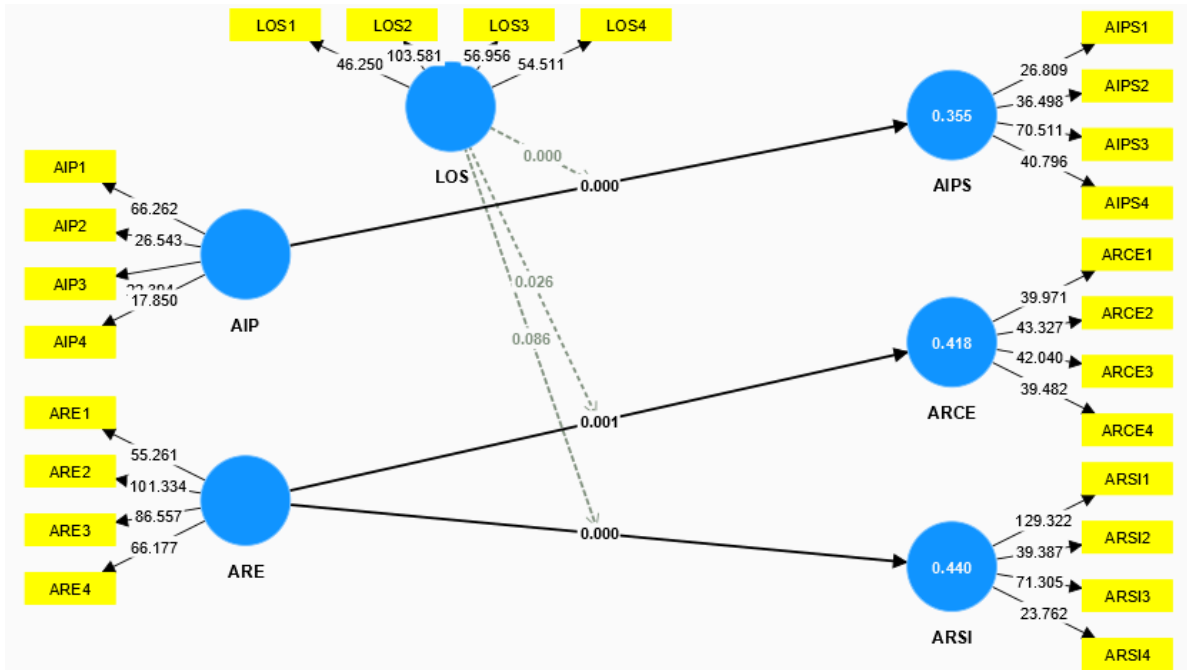 LOS1
LOS2
LOS3
LOS4
46.250
103.581
56.956
54.511
LOS
AIP1
AIP2
AIP3
AIP4
66.262
26.543
17.850
AIP
ARE1
ARE2
ARE3
ARE4
55.261
101.334
86.557
66.177
ARE
0.000
0.000
0.026
0.086
0.001
0.000
0.355
AIPS
26.809
36.498
70.511
40.796
AIPS1
AIPS2
AIPS3
AIPS4
0.418
ARCE
39.971
43.327
42.040
39.482
ARCE1
ARCE2
ARCE3
ARCE4
0.440
ARSI
129.322
39.387
71.305
23.762
ARSI1
ARSI2
ARSI3
ARSI4